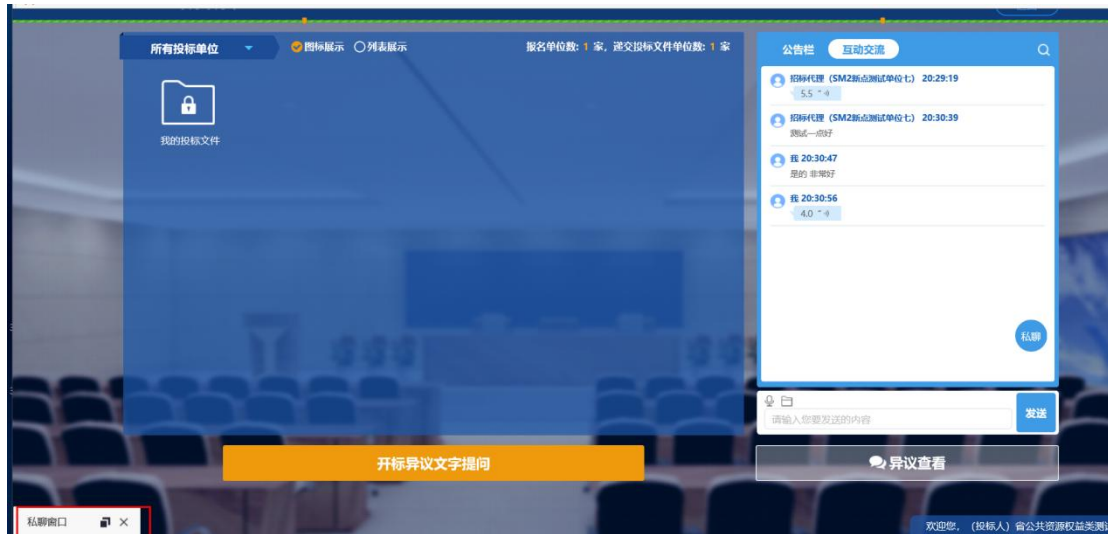 所有投标单位
图标展示 列表展示
报名单位数: 1 家，递交投标文件单位数: 1 家
我的投标文件
公告栏 互动交流
招标代理（SM2新点测试单位七） 20:29:19
5.5 "
招标代理（SM2新点测试单位七） 20:30:39
测试一点好
我 20:30:47
是的 非常好
我 20:30:56
4.0 "
私聊
请输入您要发送的内容
发送
开标异议文字提问
异议查看
私聊窗口
欢迎您，（投标人）省公共资源权益类测